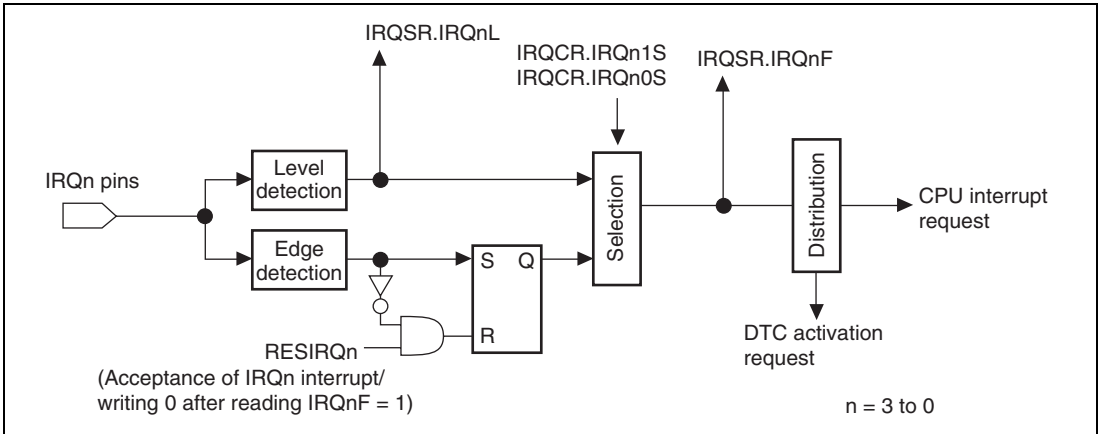 IRQSR.IRQnL
IRQCR.IRQn1S
IRQCR.IRQn0S
IRQSR.IRQnF
IRQn pins
Level
detection
Edge
detection
S Q
R
Selection
Distribution
CPU interrupt
request
DTC activation
request
RESIRQn
(Acceptance of IRQn interrupt/
writing 0 after reading IRQnF = 1)
n = 3 to 0